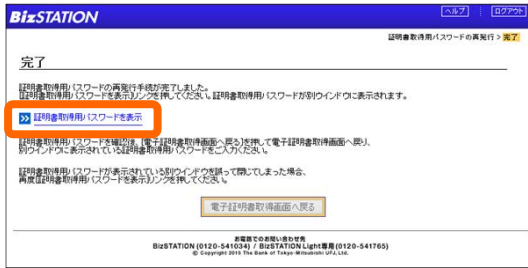 BizSTATION
ヘルプ
ログアウト
証明書取得用パスワードの再発行 > 完了
完了
証明書取得用パスワードの再発行手続が完了しました。
[証明書取得用パスワードを表示]リンクを押してください。証明書取得用パスワードが別ウインドウに表示されます。
証明書取得用パスワードを表示
証明書取得用パスワードを確認後、[電子証明書取得画面へ戻る]を押して電子証明書取得画面へ戻り、
別ウインドウに表示されている証明書取得用パスワードをご入力ください。
証明書取得用パスワードが表示されている別ウインドウを誤って閉じてしまった場合、
再度[証明書取得用パスワードを表示]リンクを押してください。
電子証明書取得画面へ戻る
お電話でのお問い合わせ先
BizSTATION (0120-541034) / BizSTATION Light専用 (0120-541765)
© Copyright 2010 The Bank of Tokyo-Mitsubishi UFJ, Ltd.